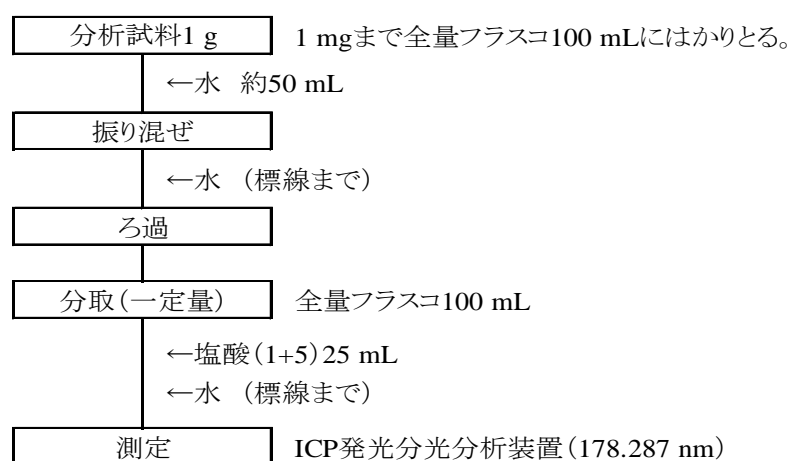 分析試料1 g　1 mgまで全量フラスコ100 mLにはかりとる。
←水　約50 mL
振り混ぜ
←水　(標線まで)
ろ過
分取(一定量)　全量フラスコ100 mL
←塩酸(1+5)25 mL
←水　(標線まで)
測定　ICP発光分光分析装置(178.287 nm)